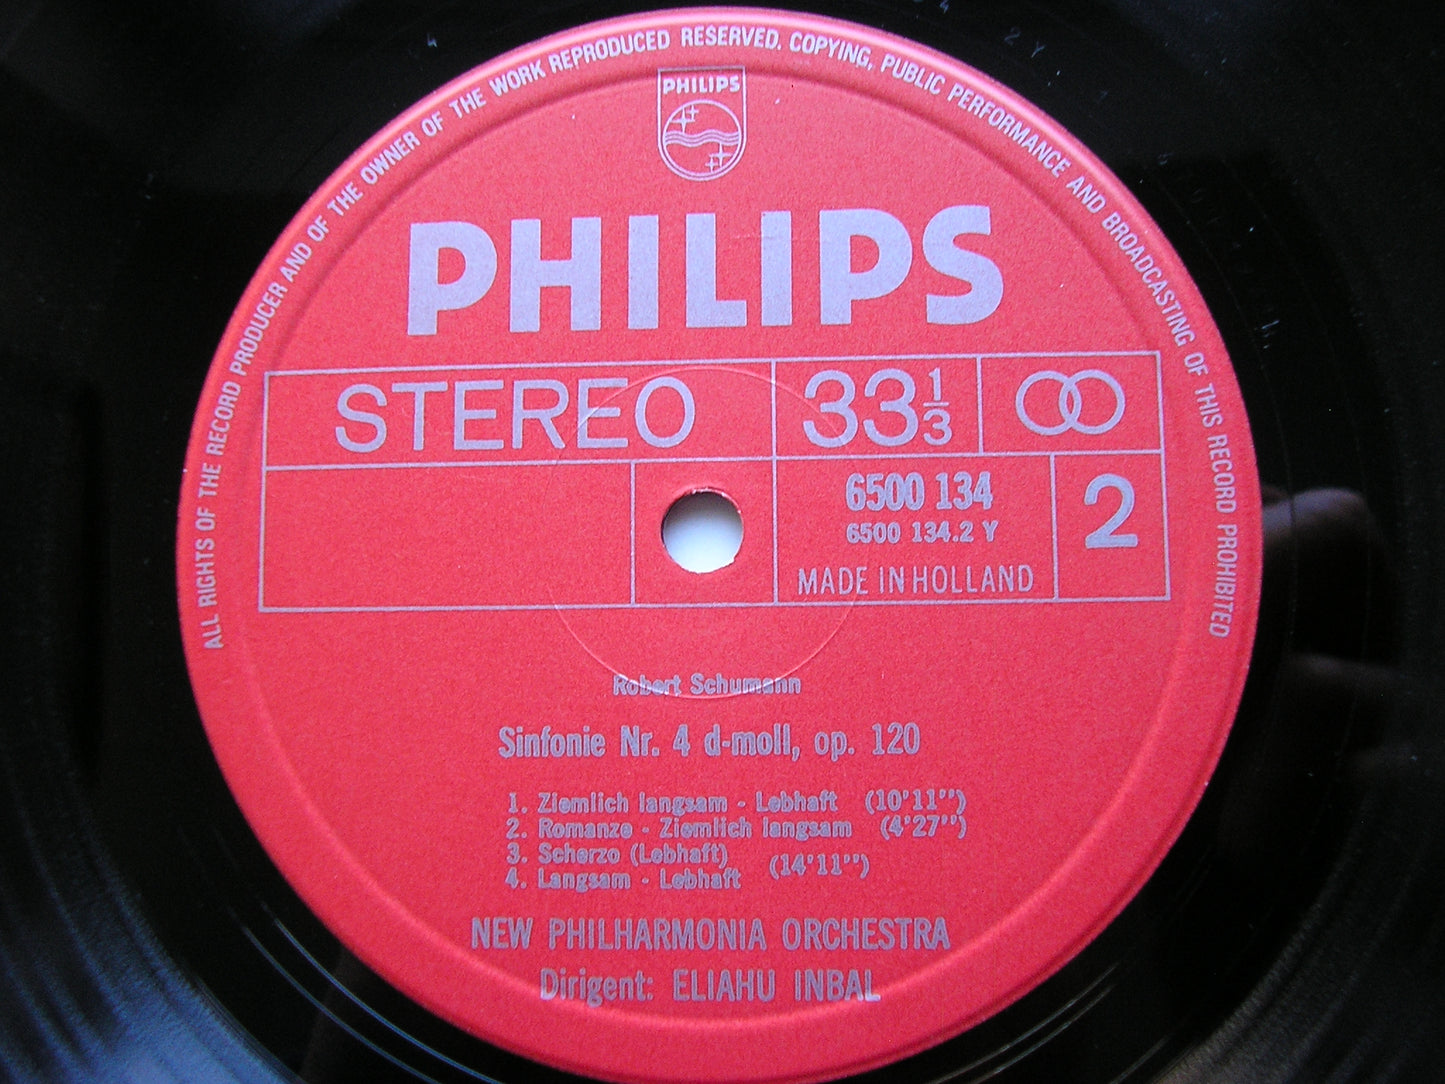 ALL RIGHTS OF THE RECORD PRODUCER AND OF THE OWNER OF THE WORK REPRODUCED RESERVED. COPYING, PUBLIC PERFORMANCE AND BROADCASTING OF THIS RECORD PROHIBITED
PHILIPS
PHILIPS
STEREO 33 1/3
6500 134 2
6500 134.2 Y
MADE IN HOLLAND
Robert Schumann
Sinfonie Nr. 4 d-moll, op. 120
1. Ziemlich langsam - Lebhaft (10'11")
2. Romanze - Ziemlich langsam (4'27")
3. Scherzo (Lebhaft) (14'11")
4. Langsam - Lebhaft
NEW PHILHARMONIA ORCHESTRA
Dirigent: ELIAHU INBAL